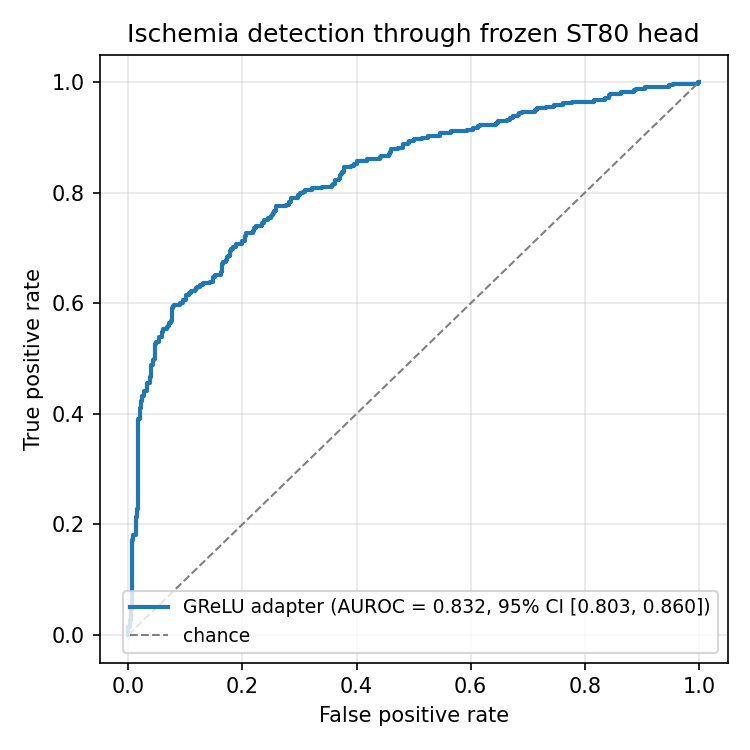 Ischemia detection through frozen ST80 head
True positive rate
1.0
0.8
0.6
0.4
0.2
0.0
GReLU adapter (AUROC = 0.832, 95% CI [0.803, 0.860])
chance
0.0 0.2 0.4 0.6 0.8 1.0
False positive rate